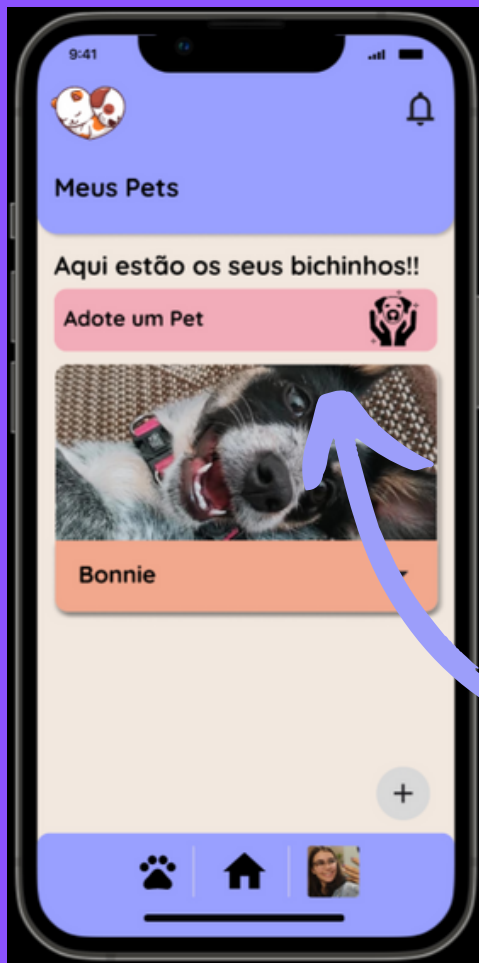 9:41
Meus Pets
Aqui estão os seus bichinhos!!
Adote um Pet
Bonnie